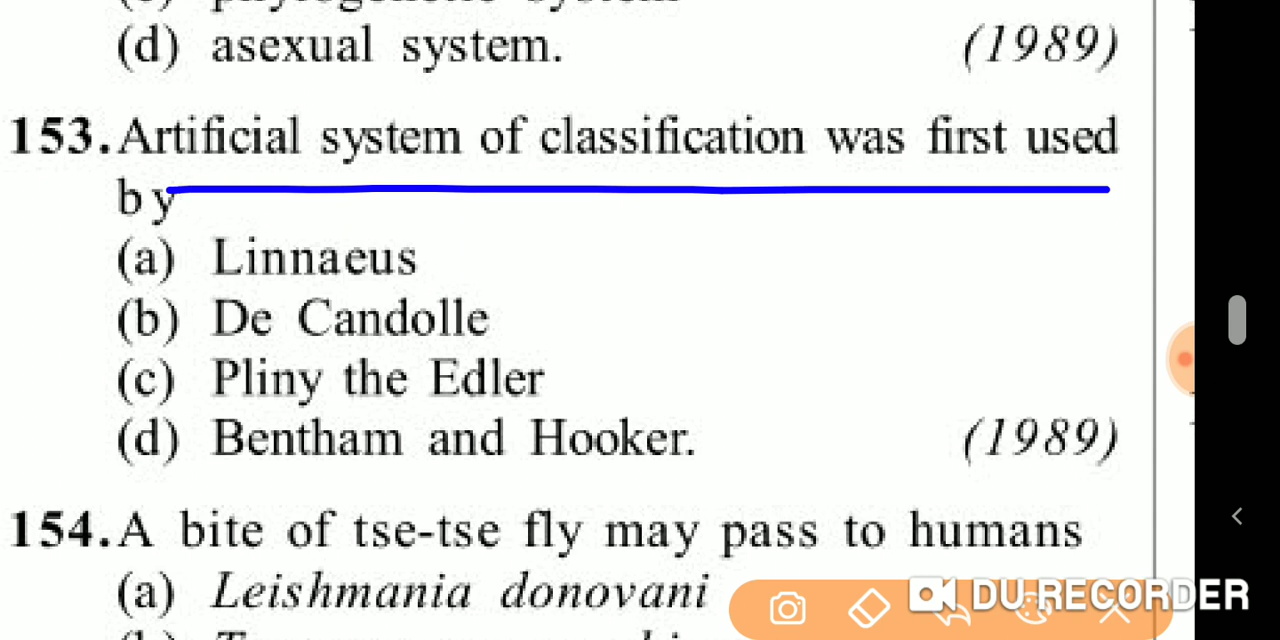 (d) asexual system. (1989)
153. Artificial system of classification was first used
by
(a) Linnaeus
(b) De Candolle
(c) Pliny the Edler
(d) Bentham and Hooker. (1989)
154. A bite of tse-tse fly may pass to humans
(a) Leishmania donovani
DU RECORDER